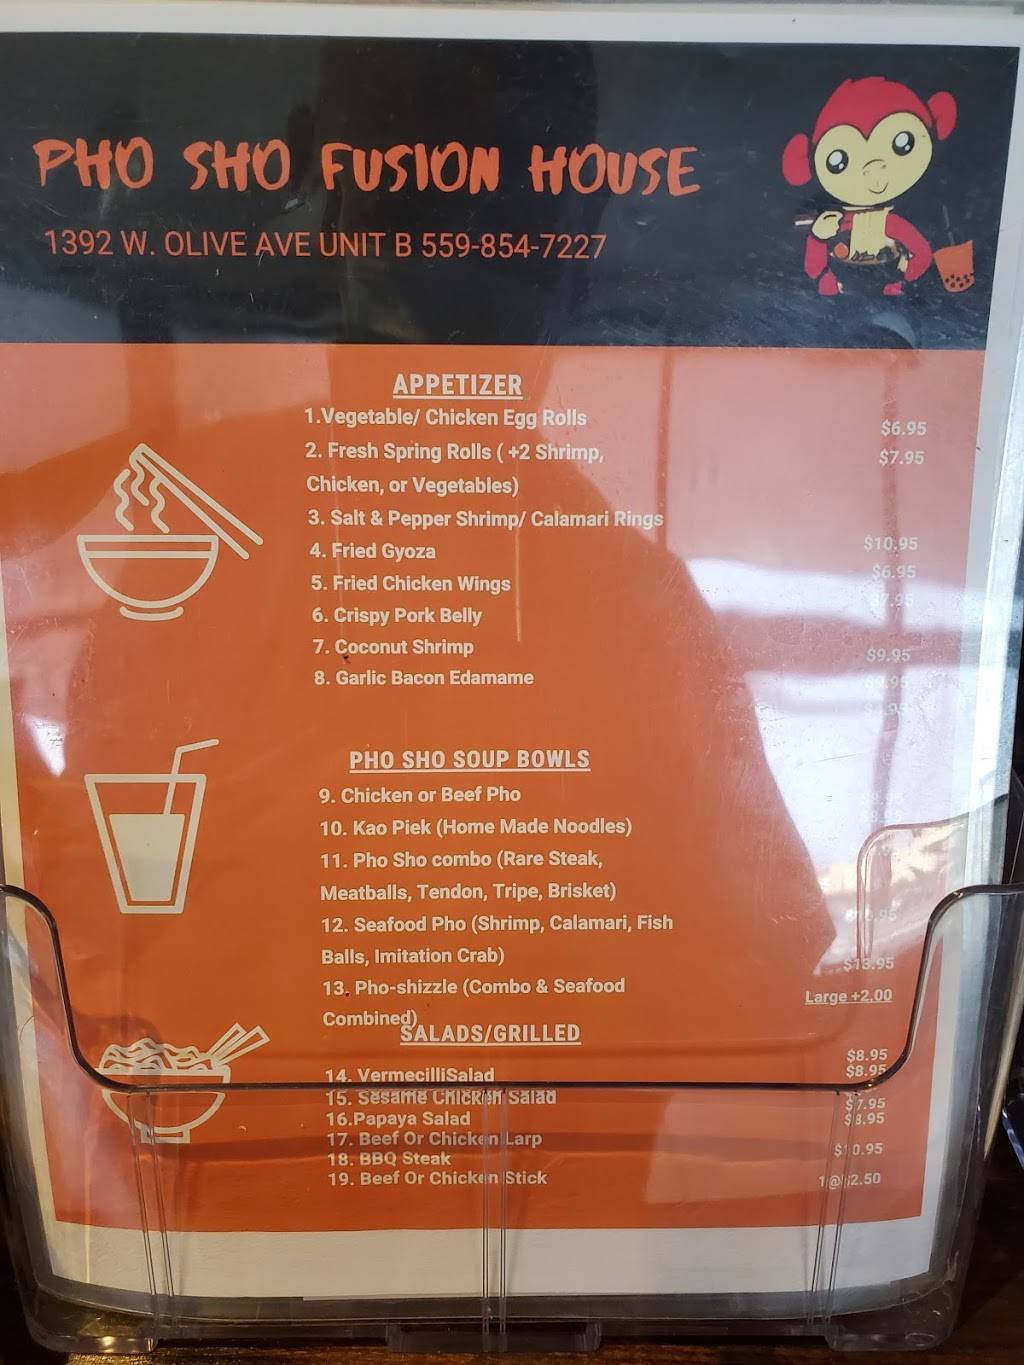 PHO SHO FUSION HOUSE
1392 W. OLIVE AVE UNIT B 559-854-7227
APPETIZER
1.Vegetable/ Chicken Egg Rolls $6.95
2. Fresh Spring Rolls ( +2 Shrimp, $7.95
Chicken, or Vegetables)
3. Salt & Pepper Shrimp/ Calamari Rings
$10.95
4. Fried Gyoza
$6.95
5. Fried Chicken Wings
6. Crispy Pork Belly
7. Coconut Shrimp
$9.95
8. Garlic Bacon Edamame
PHO SHO SOUP BOWLS
9. Chicken or Beef Pho
10. Kao Piek (Home Made Noodles)
11. Pho Sho combo (Rare Steak,
Meatballs, Tendon, Tripe, Brisket)
12. Seafood Pho (Shrimp, Calamari, Fish
Balls, Imitation Crab) $13.95
13. Pho-shizzle (Combo & Seafood Large +2.00
Combined)
SALADS/GRILLED
$8.95
14. VermecilliSalad $8.95
15. Sesame Chicken Salad $7.95
16.Papaya Salad $8.95
17. Beef Or Chicken Larp $10.95
18. BBQ Steak
19. Beef Or Chicken Stick 1@$2.50